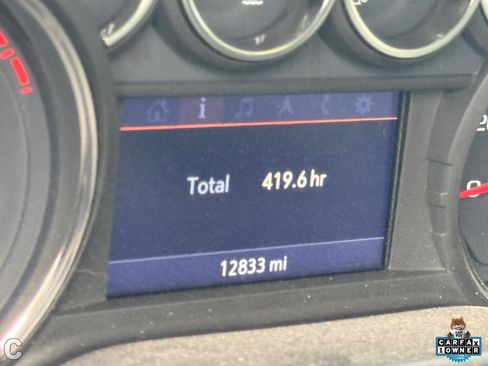 Total 419.6 hr
12833 mi
C
CARFAX
1 OWNER